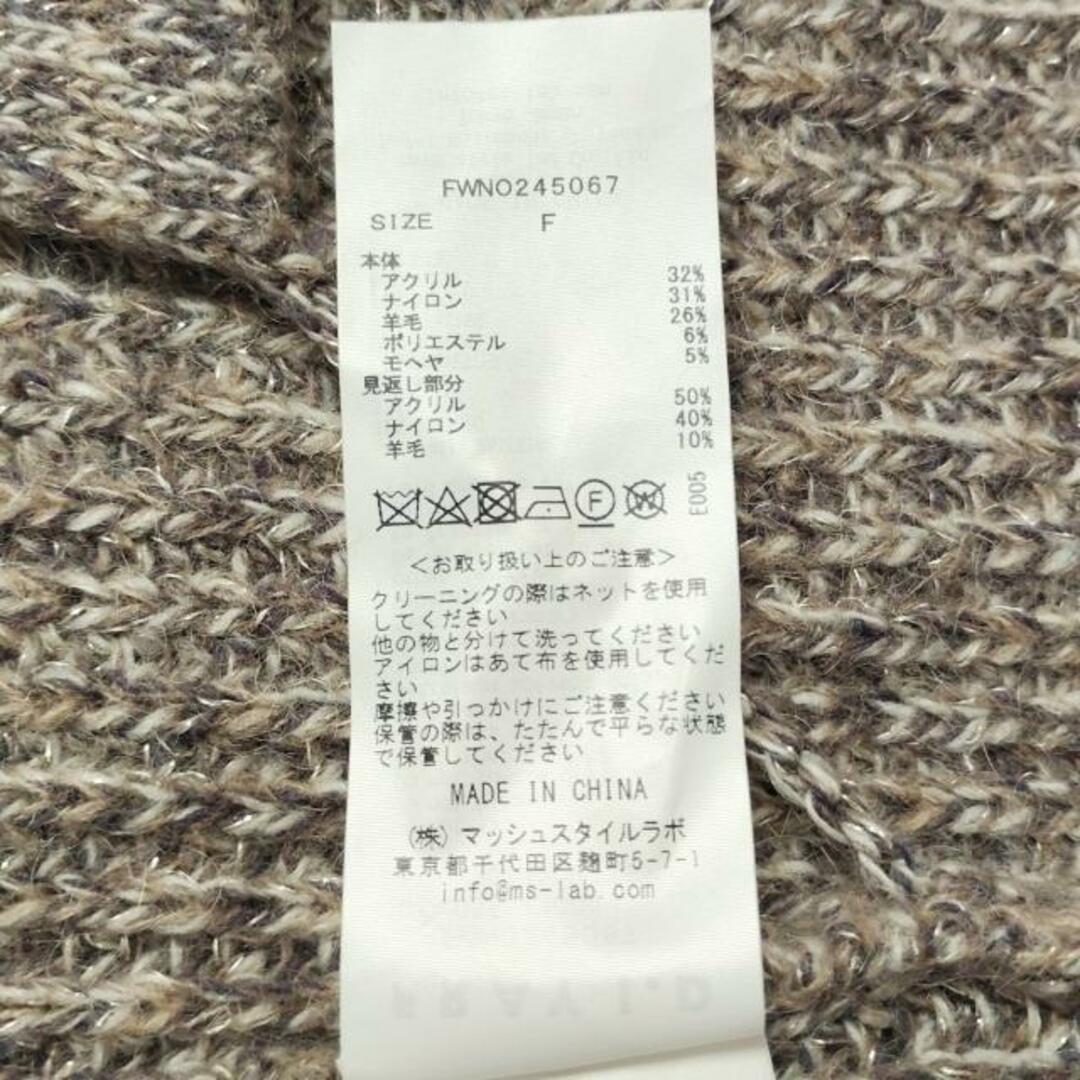 FWNO245067
SIZE F
本体
アクリル 32%
ナイロン 31%
羊毛 26%
ポリエステル 6%
モヘヤ 5%
見返し部分
アクリル 50%
ナイロン 40%
羊毛 10%
F W E005
<お取り扱い上のご注意>
クリーニングの際はネットを使用
してください
他の物と分けて洗ってください
アイロンはあて布を使用してくだ
さい
摩擦や引っかけにご注意ください
保管の際は、たたんで平らな状態
で保管してください
MADE IN CHINA
(株)マッシュスタイルラボ
東京都千代田区麹町5-7-1
info@ms-lab.com
FRAY I.D